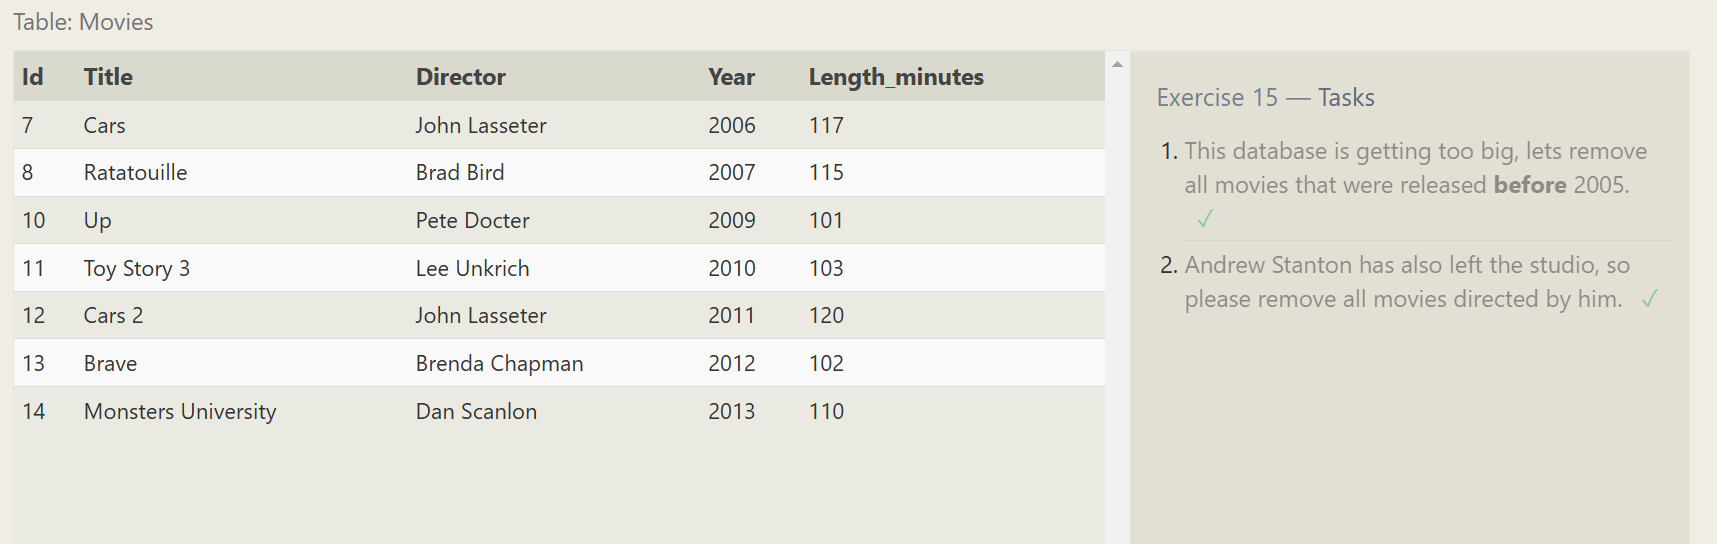 Table: Movies
Id Title Director Year Length_minutes
7 Cars John Lasseter 2006 117
8 Ratatouille Brad Bird 2007 115
10 Up Pete Docter 2009 101
11 Toy Story 3 Lee Unkrich 2010 103
12 Cars 2 John Lasseter 2011 120
13 Brave Brenda Chapman 2012 102
14 Monsters University Dan Scanlon 2013 110
Exercise 15 — Tasks
1. This database is getting too big, lets remove
all movies that were released before 2005.
✓
2. Andrew Stanton has also left the studio, so
please remove all movies directed by him. ✓